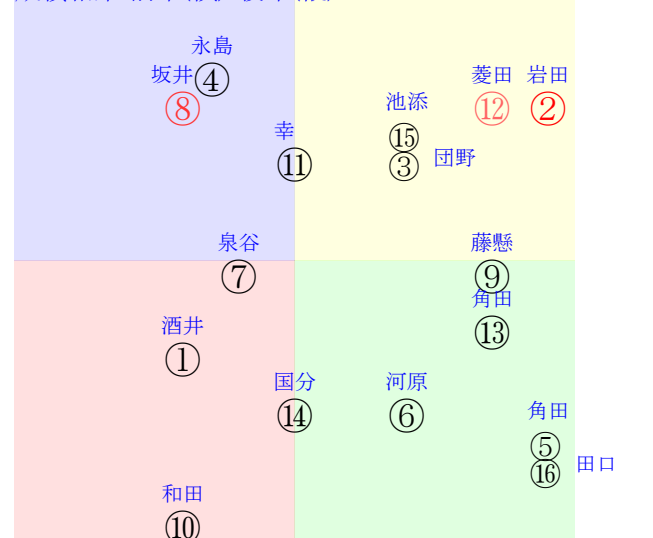 永島
坂井④
⑧
菱田 岩田
⑫ ②
池添
⑮
③ 団野
幸
⑪
泉谷
⑦
藤懸
⑨
角田
⑬
酒井
①
国分
⑭
河原
⑥
角田
⑤
⑯ 田口
和田
⑩